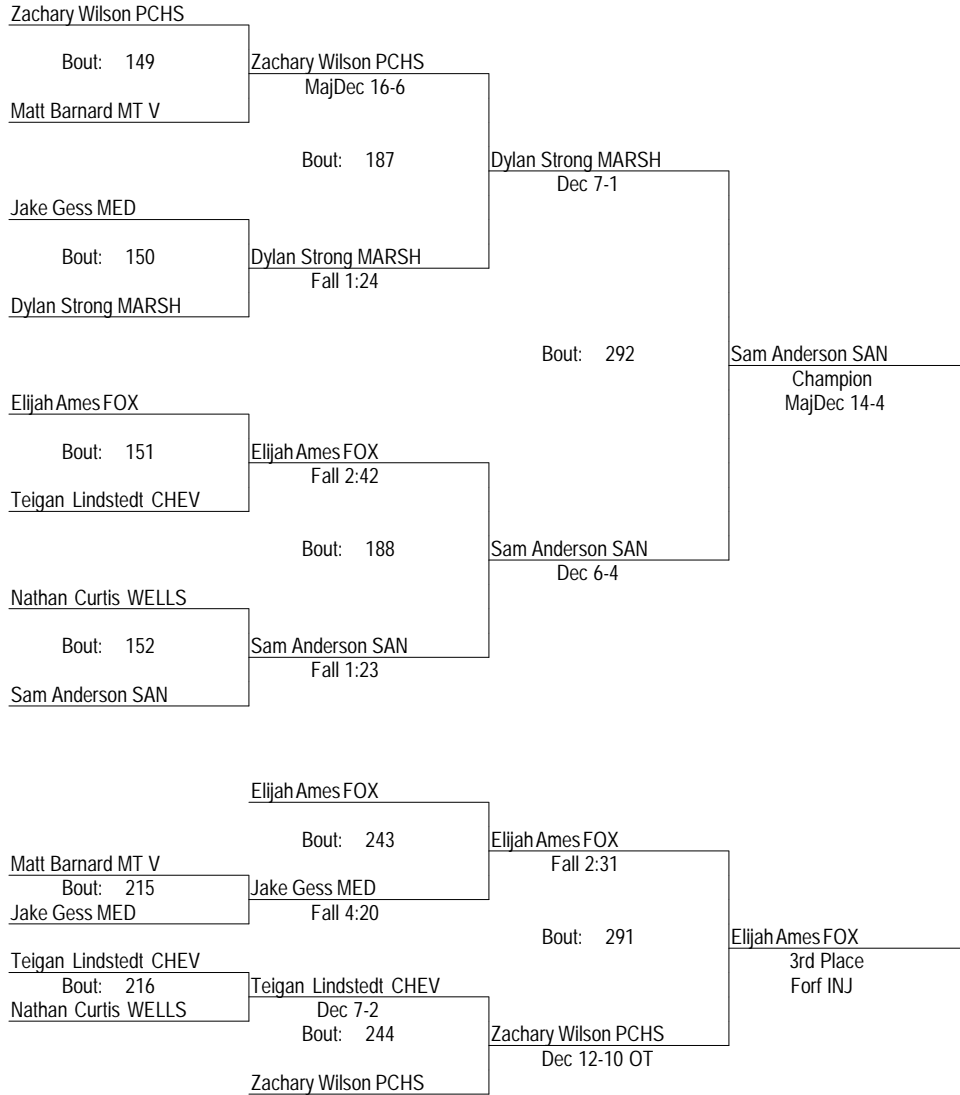 Zachary Wilson PCHS
Bout: 149
Zachary Wilson PCHS
MajDec 16-6
Matt Barnard MT V
Bout: 187
Dylan Strong MARSH
Dec 7-1
Jake Gess MED
Bout: 150
Dylan Strong MARSH
Fall 1:24
Dylan Strong MARSH
Bout: 292
Sam Anderson SAN
Champion
MajDec 14-4
Elijah Ames FOX
Bout: 151
Elijah Ames FOX
Fall 2:42
Teigan Lindstedt CHEV
Bout: 188
Sam Anderson SAN
Dec 6-4
Nathan Curtis WELLS
Bout: 152
Sam Anderson SAN
Fall 1:23
Sam Anderson SAN
Elijah Ames FOX
Bout: 243
Elijah Ames FOX
Fall 2:31
Matt Barnard MT V
Bout: 215
Jake Gess MED
Jake Gess MED
Fall 4:20
Bout: 291
Elijah Ames FOX
3rd Place
Forf INJ
Teigan Lindstedt CHEV
Bout: 216
Teigan Lindstedt CHEV
Nathan Curtis WELLS
Dec 7-2
Bout: 244
Zachary Wilson PCHS
Dec 12-10 OT
Zachary Wilson PCHS